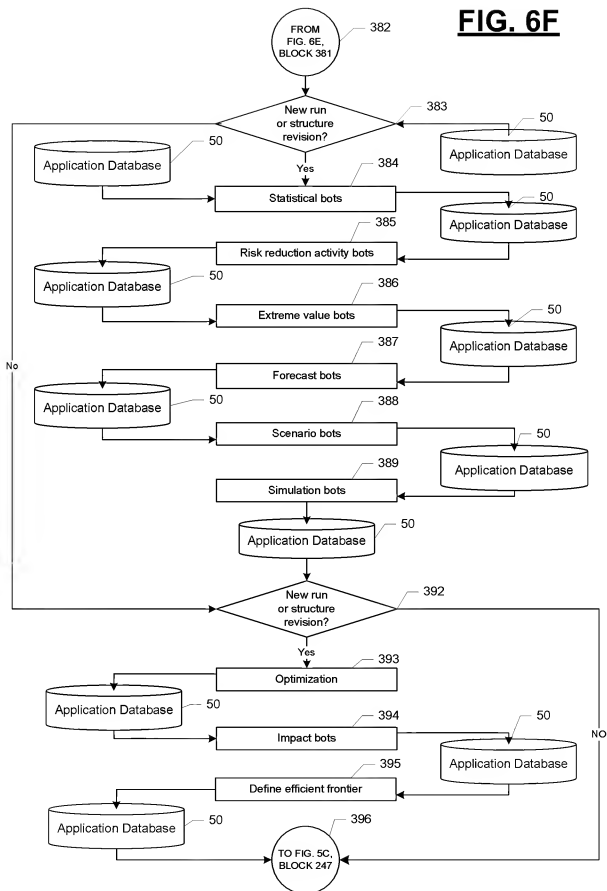 FIG. 6F
FROM
FIG. 6E,
BLOCK 381
382
New run
or structure
revision?
383
50
Application Database
50
Application Database
Yes
No
384
Statistical bots
50
Application Database
385
Risk reduction activity bots
50
Application Database
386
Extreme value bots
50
Application Database
387
Forecast bots
50
Application Database
388
Scenario bots
50
Application Database
389
Simulation bots
50
Application Database
New run
or structure
revision?
392
Yes
NO
393
Optimization
50
Application Database
394
Impact bots
50
Application Database
395
Define efficient frontier
50
Application Database
396
TO FIG. 5C,
BLOCK 247